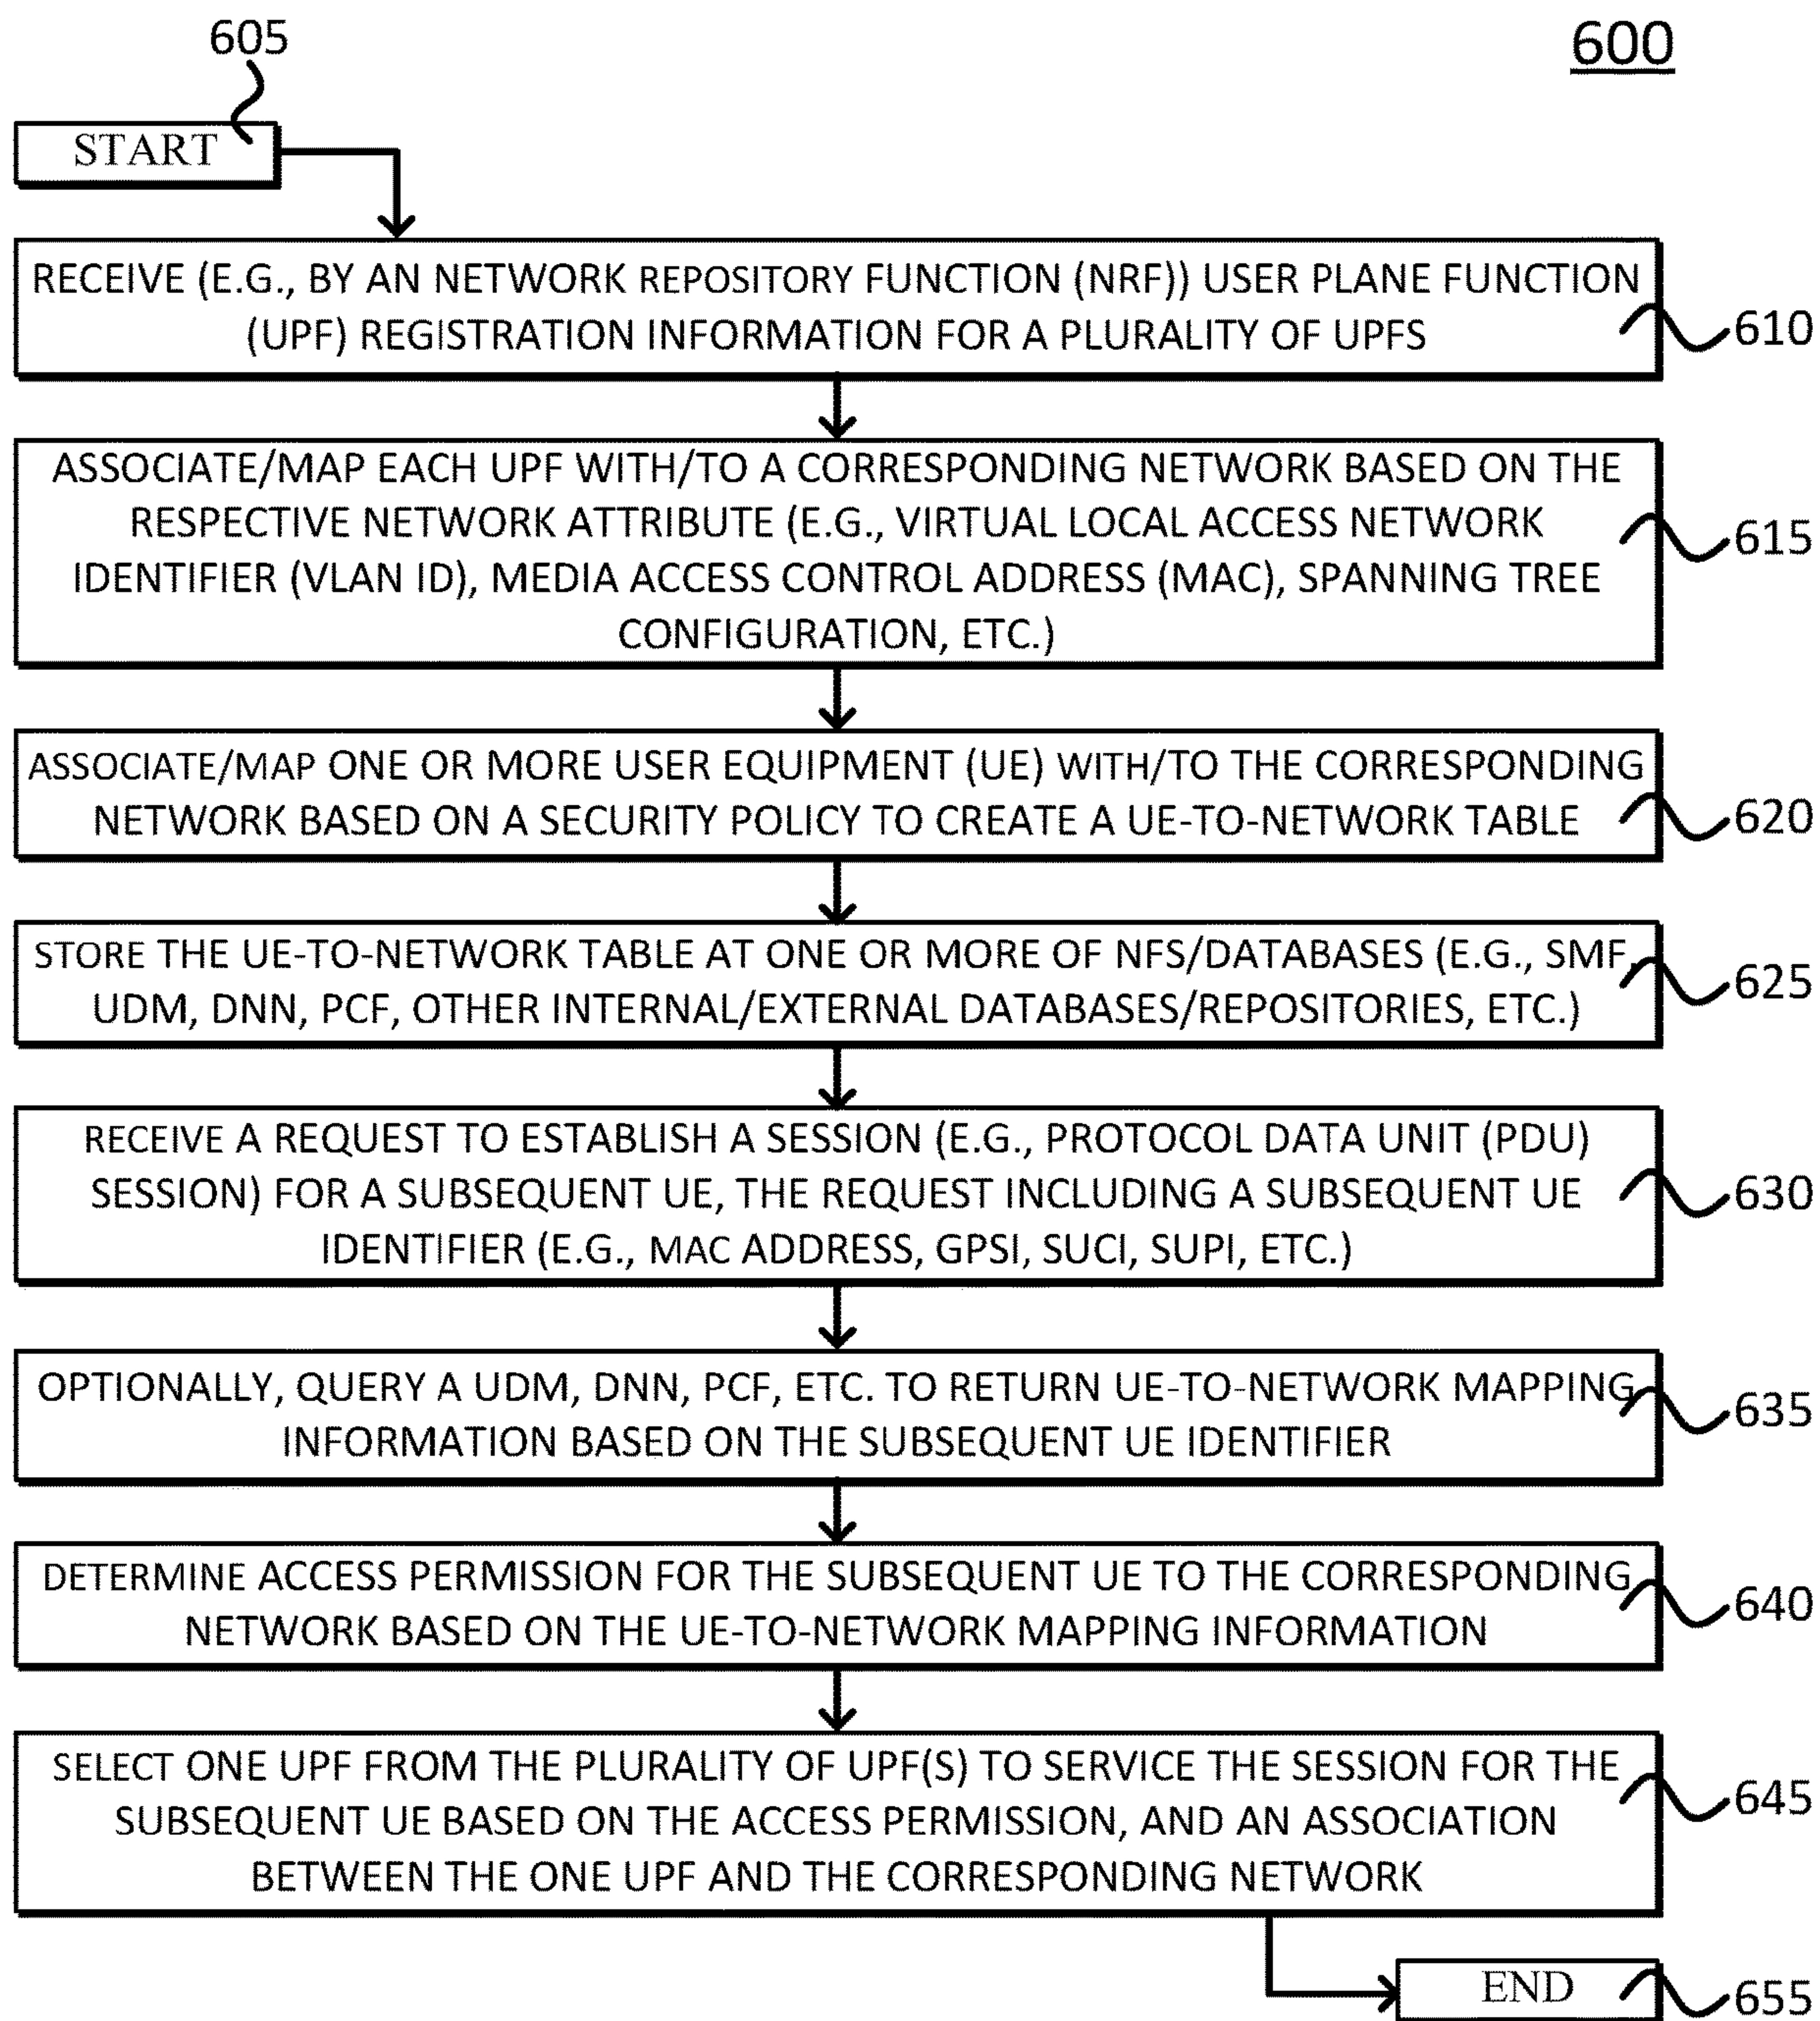 605
600
START
RECEIVE (E.G., BY AN NETWORK REPOSITORY FUNCTION (NRF)) USER PLANE FUNCTION
(UPF) REGISTRATION INFORMATION FOR A PLURALITY OF UPFS
610
ASSOCIATE/MAP EACH UPF WITH/TO A CORRESPONDING NETWORK BASED ON THE
RESPECTIVE NETWORK ATTRIBUTE (E.G., VIRTUAL LOCAL ACCESS NETWORK
IDENTIFIER (VLAN ID), MEDIA ACCESS CONTROL ADDRESS (MAC), SPANNING TREE
CONFIGURATION, ETC.)
615
ASSOCIATE/MAP ONE OR MORE USER EQUIPMENT (UE) WITH/TO THE CORRESPONDING
NETWORK BASED ON A SECURITY POLICY TO CREATE A UE-TO-NETWORK TABLE
620
STORE THE UE-TO-NETWORK TABLE AT ONE OR MORE OF NFS/DATABASES (E.G., SMF,
UDM, DNN, PCF, OTHER INTERNAL/EXTERNAL DATABASES/REPOSITORIES, ETC.)
625
RECEIVE A REQUEST TO ESTABLISH A SESSION (E.G., PROTOCOL DATA UNIT (PDU)
SESSION) FOR A SUBSEQUENT UE, THE REQUEST INCLUDING A SUBSEQUENT UE
IDENTIFIER (E.G., MAC ADDRESS, GPSI, SUCI, SUPI, ETC.)
630
OPTIONALLY, QUERY A UDM, DNN, PCF, ETC. TO RETURN UE-TO-NETWORK MAPPING
INFORMATION BASED ON THE SUBSEQUENT UE IDENTIFIER
635
DETERMINE ACCESS PERMISSION FOR THE SUBSEQUENT UE TO THE CORRESPONDING
NETWORK BASED ON THE UE-TO-NETWORK MAPPING INFORMATION
640
SELECT ONE UPF FROM THE PLURALITY OF UPF(S) TO SERVICE THE SESSION FOR THE
SUBSEQUENT UE BASED ON THE ACCESS PERMISSION, AND AN ASSOCIATION
BETWEEN THE ONE UPF AND THE CORRESPONDING NETWORK
645
END
655